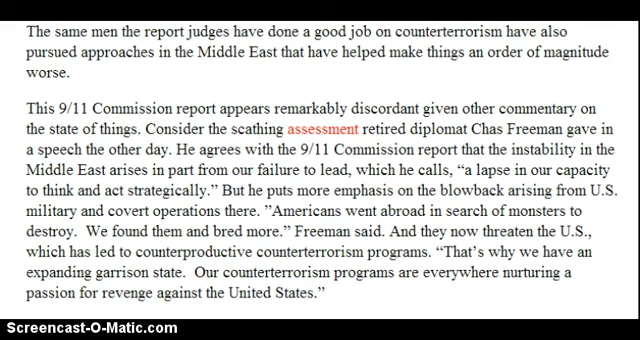 The same men the report judges have done a good job on counterterrorism have also
pursued approaches in the Middle East that have helped make things an order of magnitude
worse.
This 9/11 Commission report appears remarkably discordant given other commentary on
the state of things. Consider the scathing assessment retired diplomat Chas Freeman gave in
a speech the other day. He agrees with the 9/11 Commission report that the instability in the
Middle East arises in part from our failure to lead, which he calls, “a lapse in our capacity
to think and act strategically.” But he puts more emphasis on the blowback arising from U.S.
military and covert operations there. ”Americans went abroad in search of monsters to
destroy.  We found them and bred more.” Freeman said. And they now threaten the U.S.,
which has led to counterproductive counterterrorism programs. “That’s why we have an
expanding garrison state.  Our counterterrorism programs are everywhere nurturing a
passion for revenge against the United States.”
Screencast-O-Matic.com